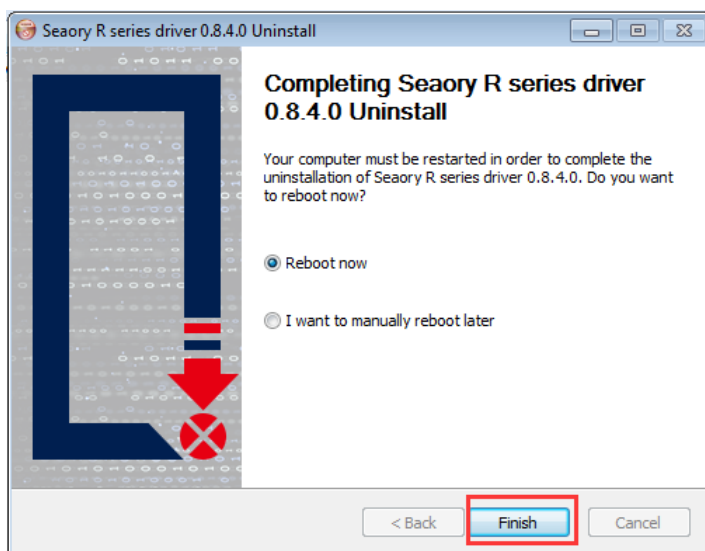 Seaory R series driver 0.8.4.0 Uninstall
Completing Seaory R series driver
0.8.4.0 Uninstall
Your computer must be restarted in order to complete the
uninstallation of Seaory R series driver 0.8.4.0. Do you want
to reboot now?
Reboot now
I want to manually reboot later
< Back
Finish
Cancel